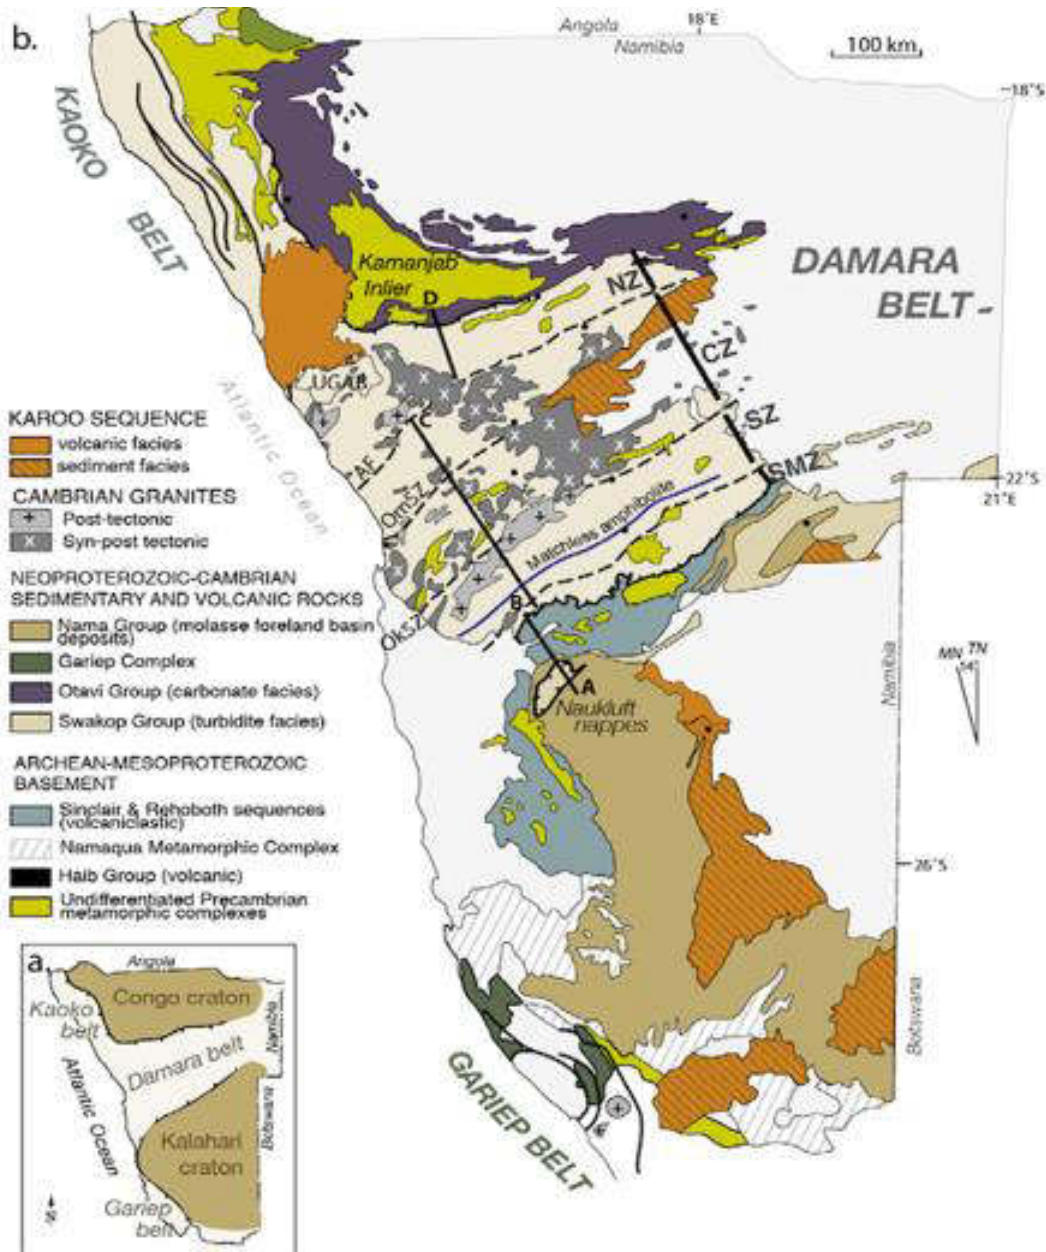 b.
Angola
Namibia
18°E
100 km
18°S
KAOKO
BELT
DAMARA
BELT
Kamanjab
Inlier
D
NZ
CZ
SZ
SMZ
UGAB
C
AF
OmSZ
OkSZ
Matchless amphibolite
B
A
Naukluft
nappes
Atlantic Ocean
22°S
21°E
Namibia
MN TN
26°S
Botswana
GARIEP BELT
KAROO SEQUENCE
volcanic facies
sediment facies
CAMBRIAN GRANITES
Post-tectonic
Syn-post tectonic
NEOPROTEROZOIC-CAMBRIAN
SEDIMENTARY AND VOLCANIC ROCKS
Nama Group (molasse foreland basin
deposits)
Gariep Complex
Otavi Group (carbonate facies)
Swakop Group (turbidite facies)
ARCHEAN-MESOPROTEROZOIC
BASEMENT
Sinclair & Rehoboth sequences
(volcaniclastic)
Namaqua Metamorphic Complex
Haib Group (volcanic)
Undifferentiated Precambrian
metamorphic complexes
a
Angola
Congo craton
Kaoko
belt
Namibia
Damara belt
Atlantic Ocean
Botswana
Kalahari
craton
Gariep
belt
N